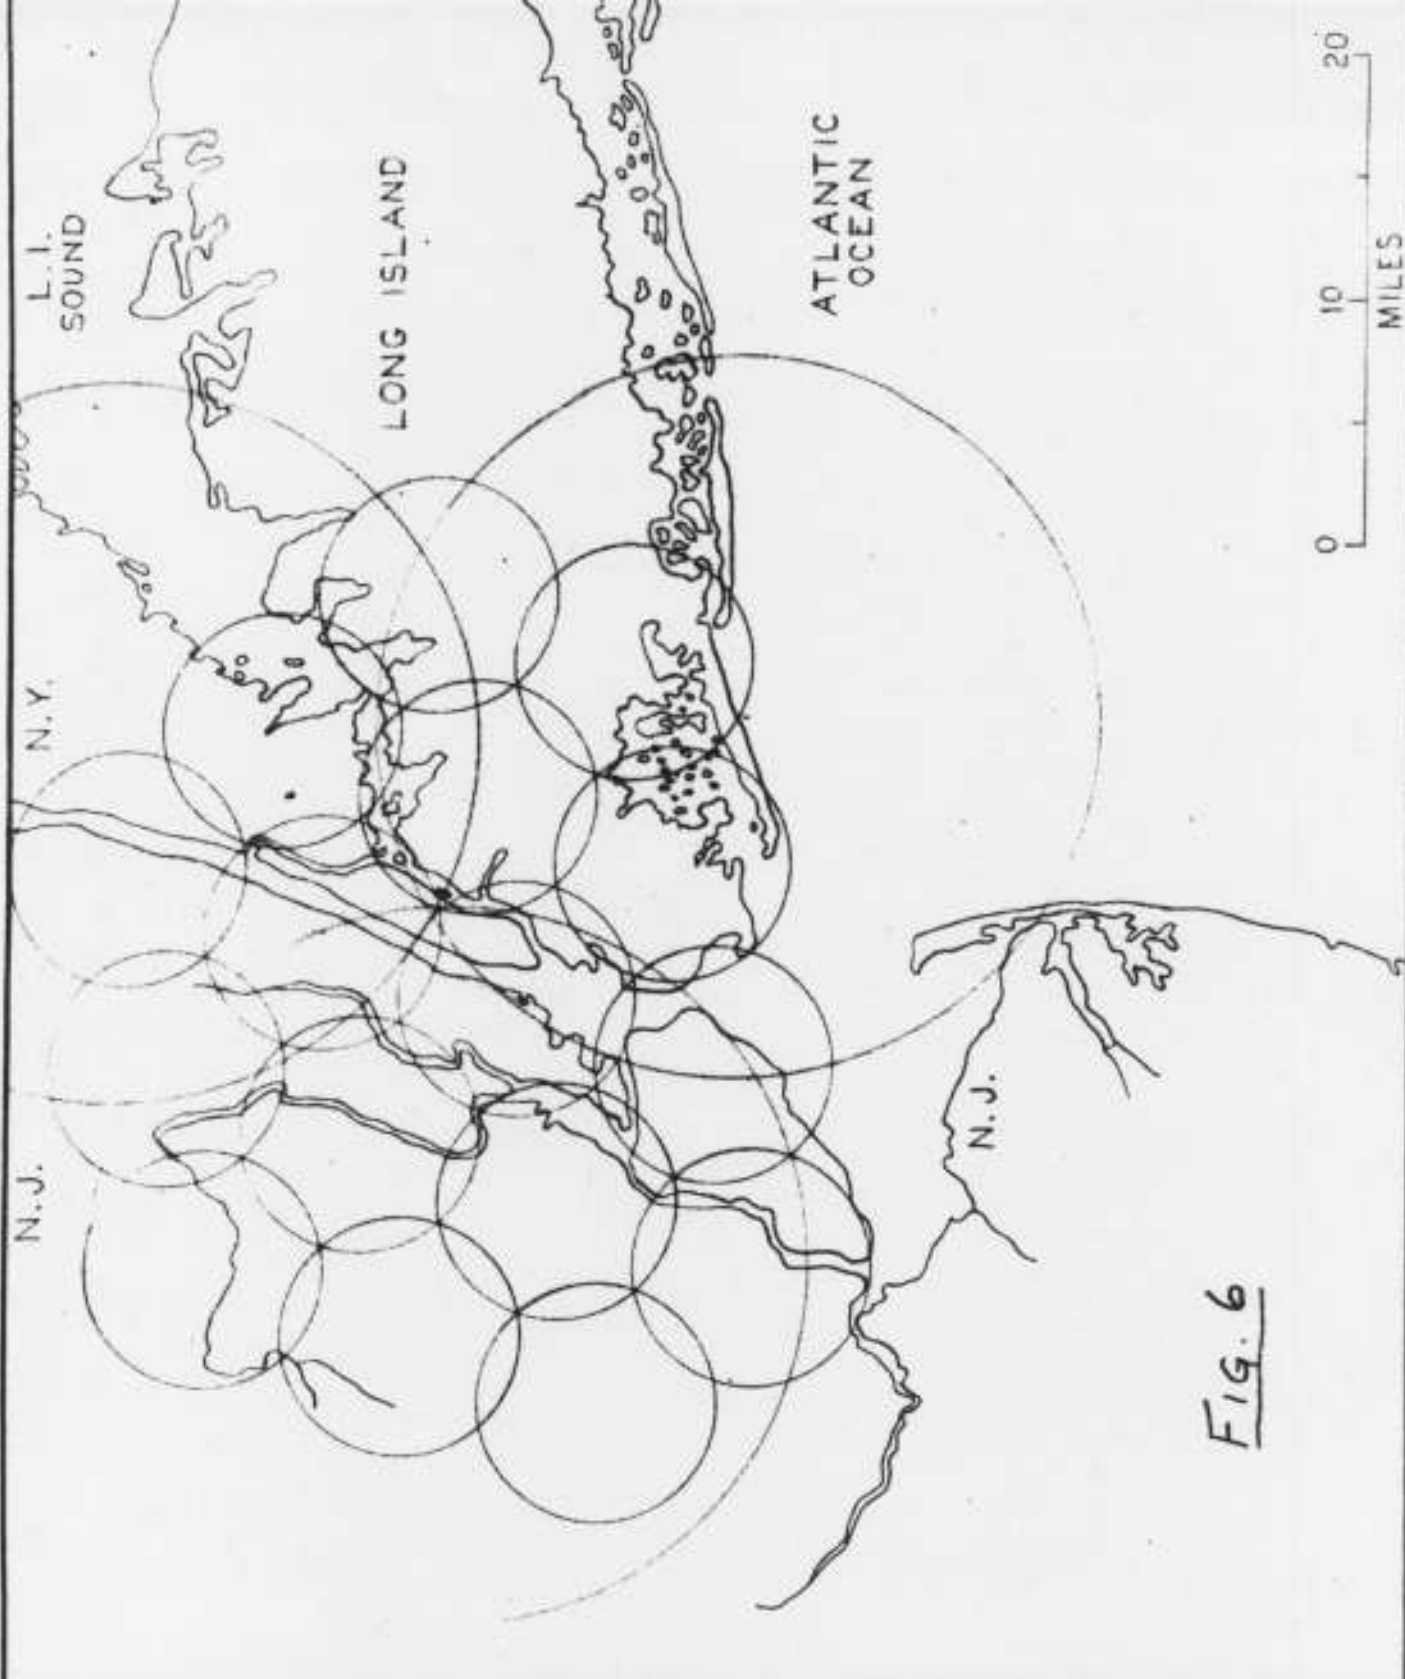 L. I.
SOUND
LONG ISLAND
ATLANTIC
OCEAN
N.Y.
N.J.
N.J.
0 10 20
MILES
FIG. 6